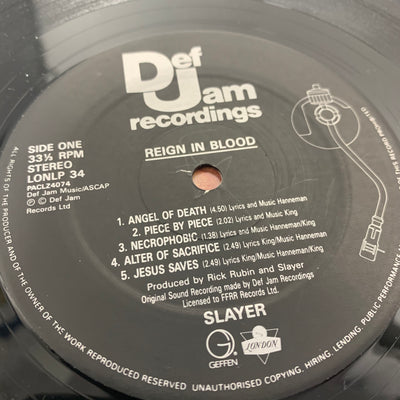 Def
Jam
recordings
REIGN IN BLOOD
SIDE ONE
33⅓ RPM
STEREO
LONLP 34
PACLZ4074
Def Jam Music/ASCAP
℗ © Def Jam
Records Ltd
1. ANGEL OF DEATH (4.50) Lyrics and Music Hanneman
2. PIECE BY PIECE (2:02) Lyrics and Music King
3. NECROPHOBIC (1:38) Lyrics and Music Hanneman/King
4. ALTER OF SACRIFICE (2.49) Lyrics King/Music Hanneman
5. JESUS SAVES (2:49) Lyrics King/Music Hanneman/King
Produced by Rick Rubin and Slayer
Original Sound Recording made by Def Jam Recordings
Licensed to FFRR Records Ltd.
SLAYER
G
GEFFEN
LONDON
ALL RIGHTS OF THE PRODUCER AND OF THE OWNER OF THE WORK REPRODUCED RESERVED UNAUTHORISED COPYING, HIRING, LENDING, PUBLIC PERFORMANCE THIS RECORD PROHIBITED